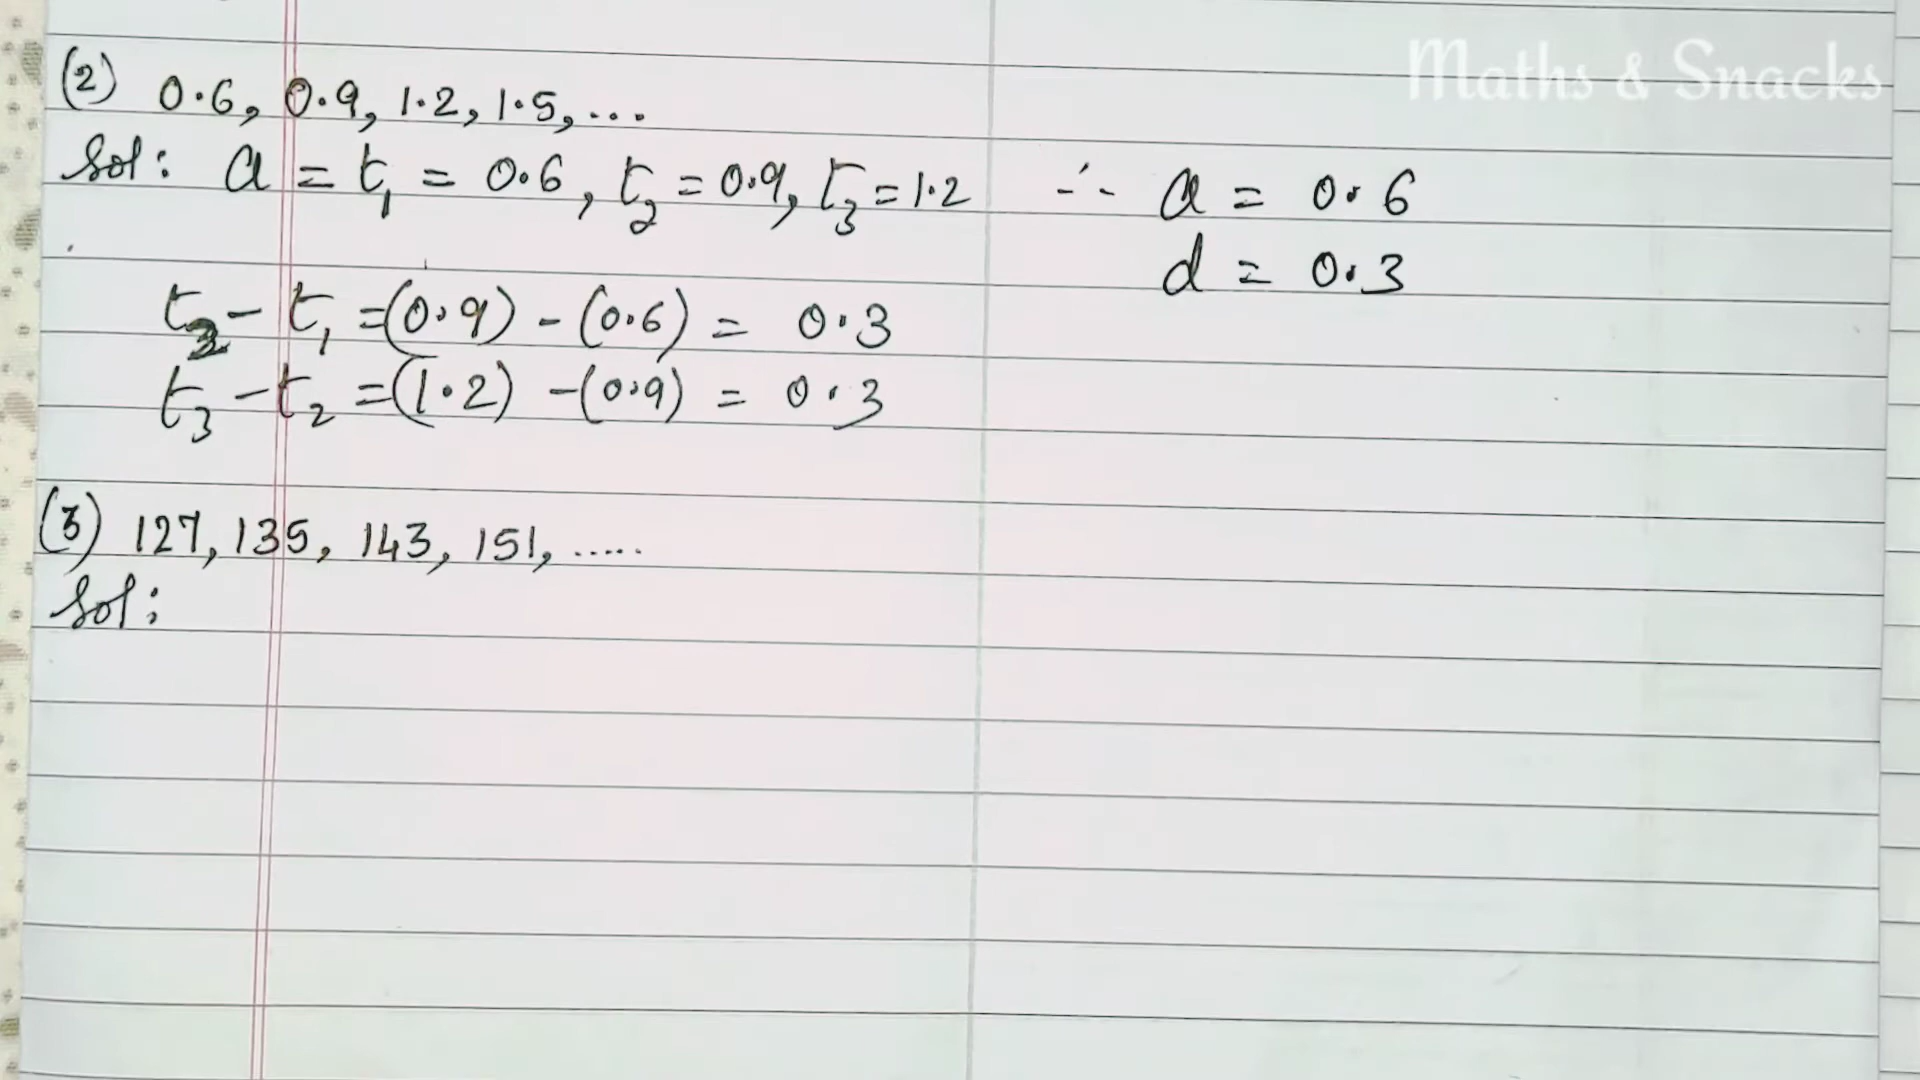 Maths & Snacks
(2) 0.6, 0.9, 1.2, 1.5, ...
Sol: a = t₁ = 0.6, t₂ = 0.9, t₃ = 1.2
∴ a = 0.6
d = 0.3
t₂ - t₁ = (0.9) - (0.6) = 0.3
t₃ - t₂ = (1.2) - (0.9) = 0.3
(3) 127, 135, 143, 151, .....
Sol: